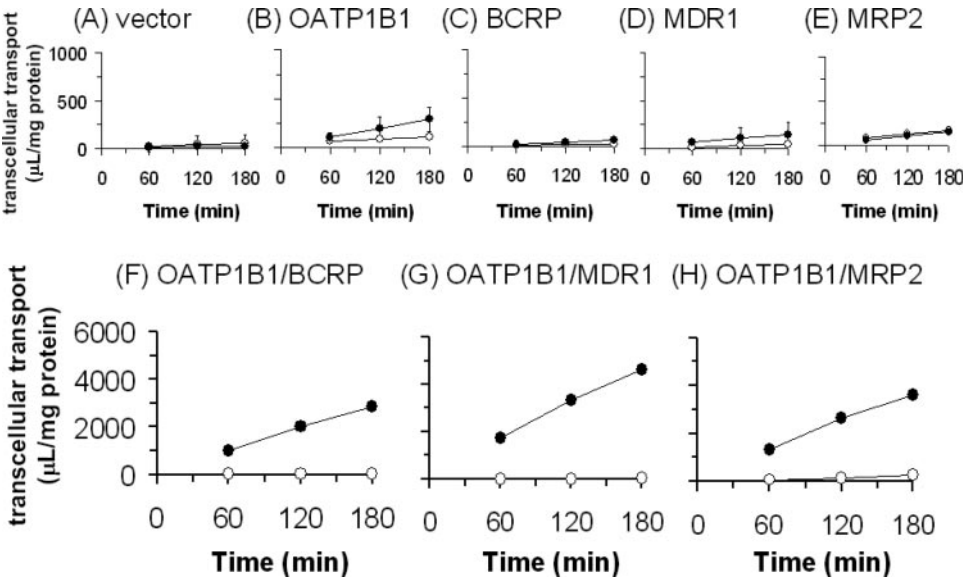 (A) vector (B) OATP1B1 (C) BCRP (D) MDR1 (E) MRP2
transcellular transport
(μL/mg protein)
1000
500
0
0 60 120 180 0 60 120 180 0 60 120 180 0 60 120 180 0 60 120 180
Time (min) Time (min) Time (min) Time (min) Time (min)
(F) OATP1B1/BCRP (G) OATP1B1/MDR1 (H) OATP1B1/MRP2
transcellular transport
(μL/mg protein)
6000
4000
2000
0
0 60 120 180 0 60 120 180 0 60 120 180
Time (min) Time (min) Time (min)